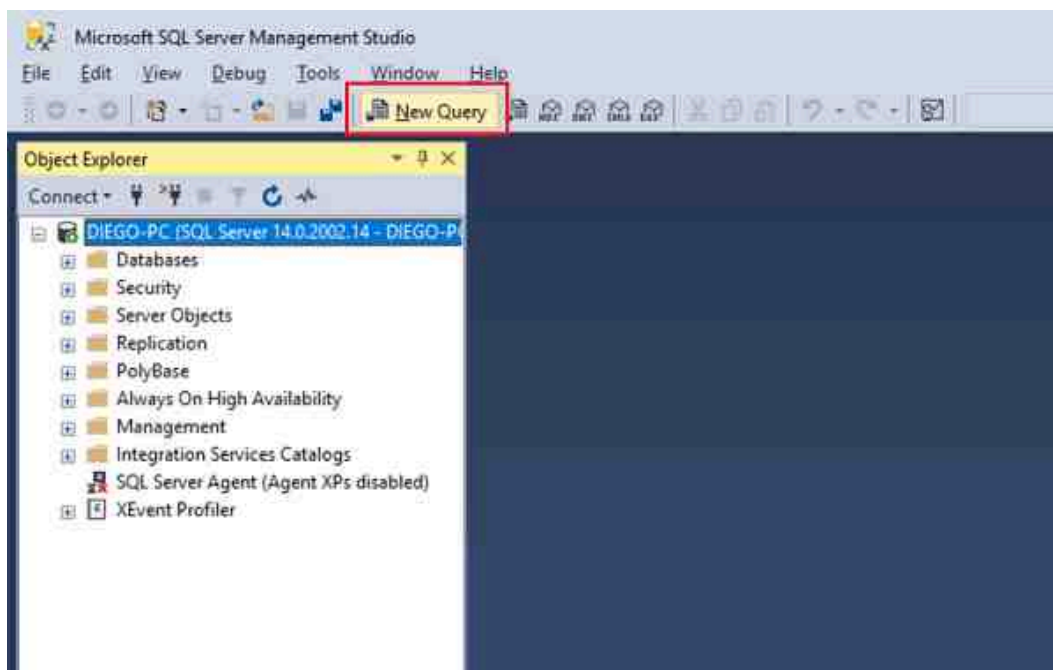 Microsoft SQL Server Management Studio
File Edit View Debug Tools Window Help
New Query
Object Explorer
Connect
DIEGO-PC (SQL Server 14.0.2002.14 - DIEGO-P
Databases
Security
Server Objects
Replication
PolyBase
Always On High Availability
Management
Integration Services Catalogs
SQL Server Agent (Agent XPs disabled)
XEvent Profiler